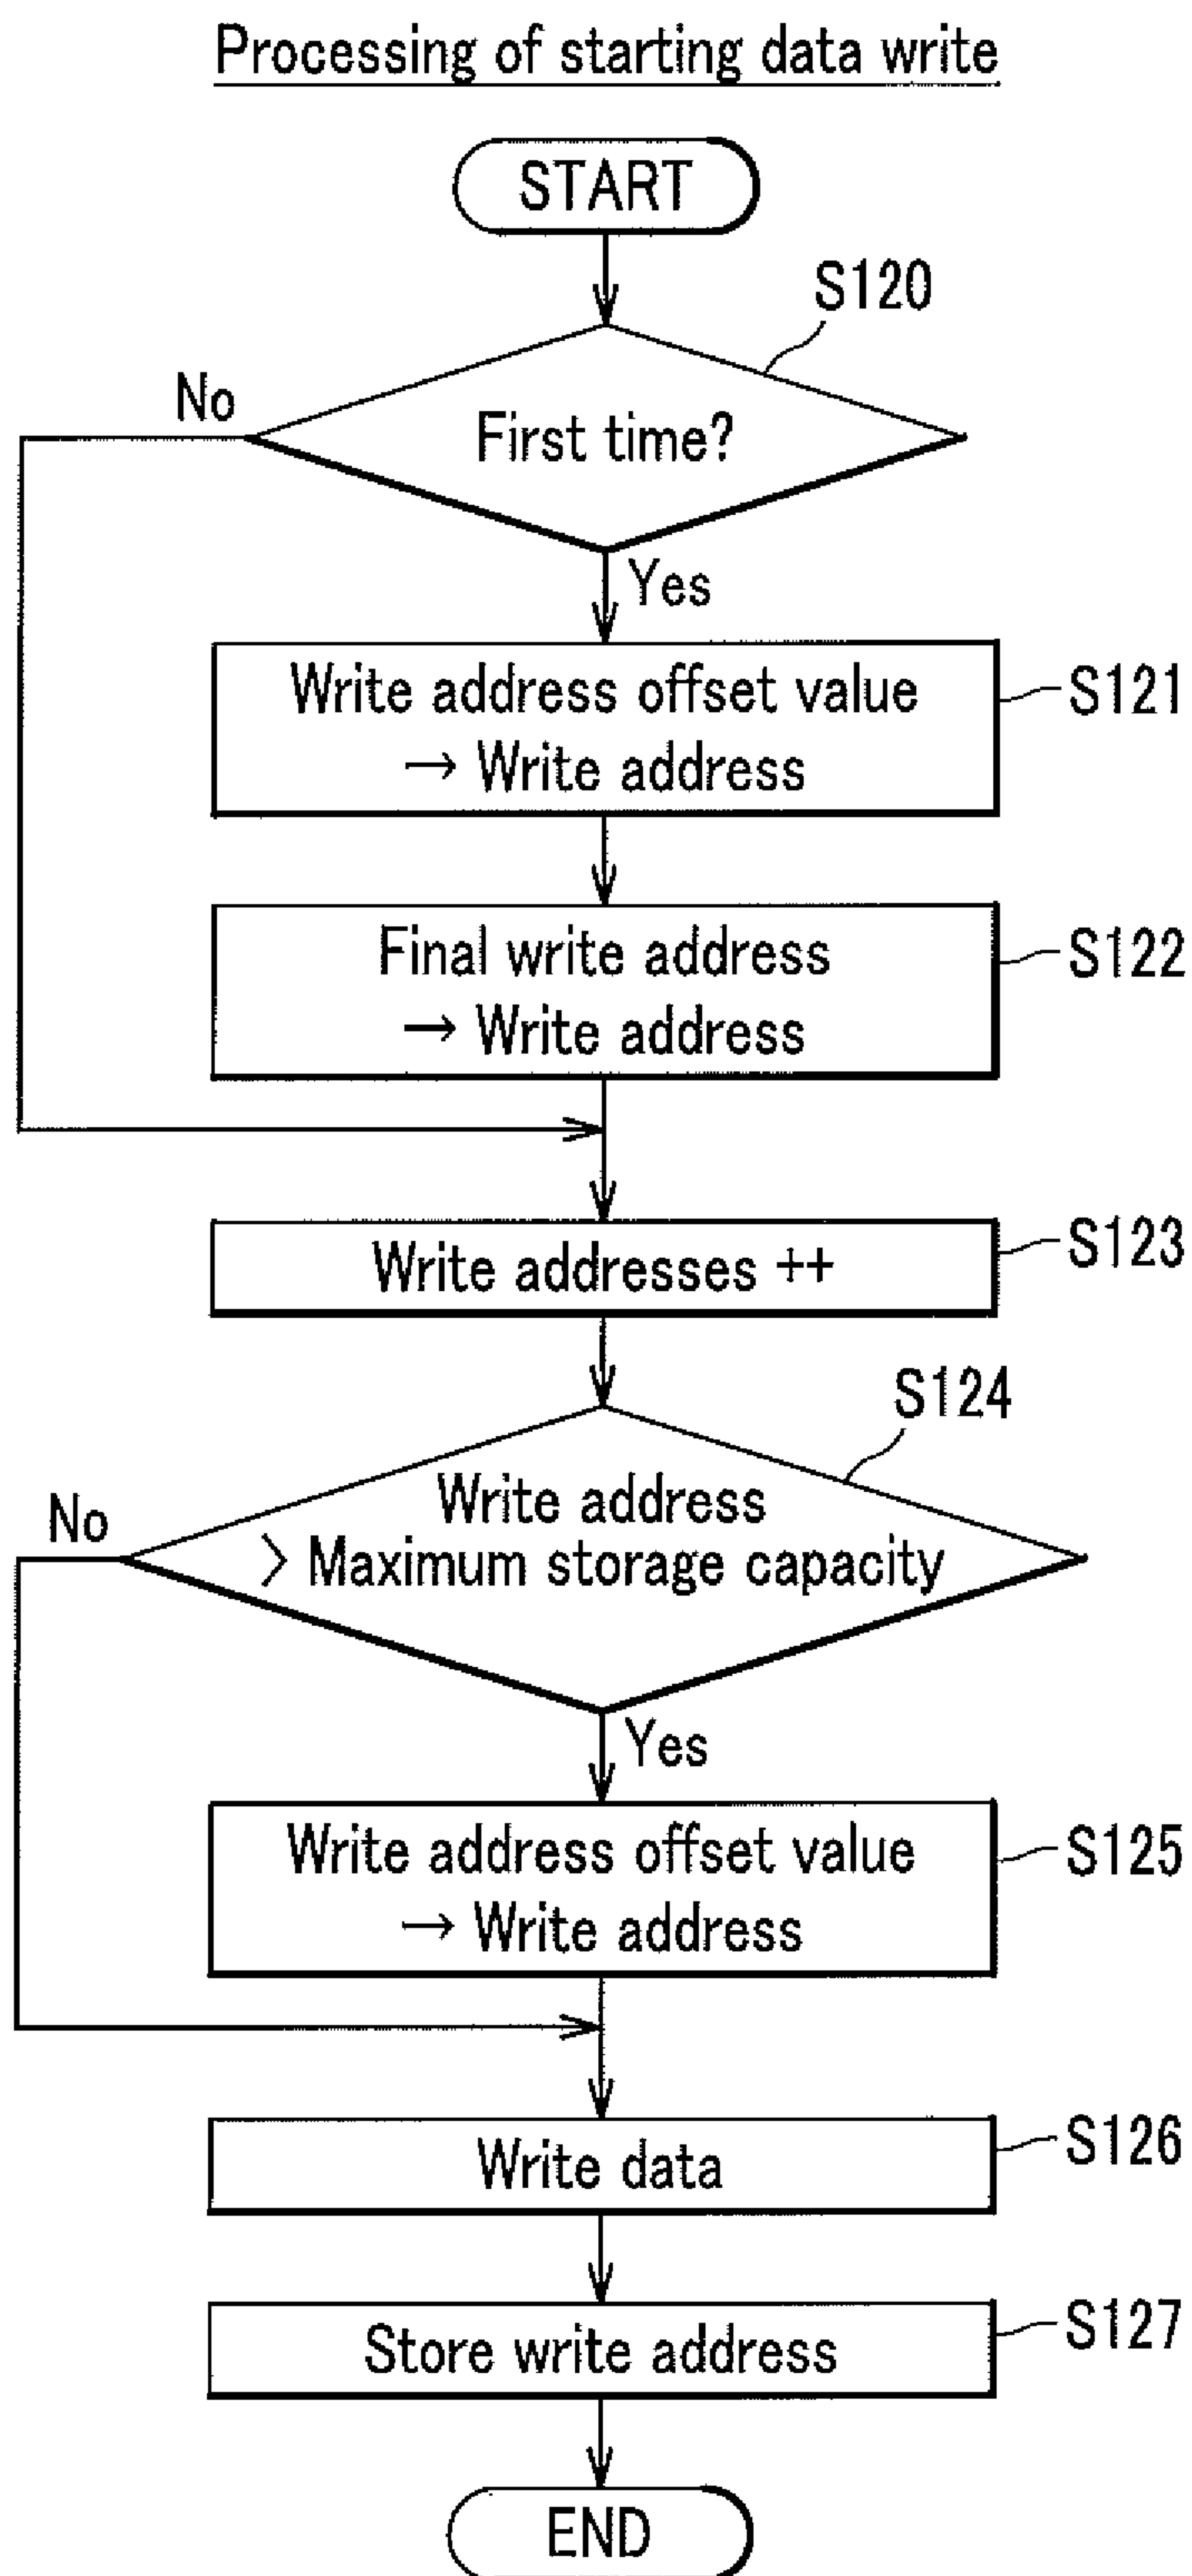 Processing of starting data write
START
S120
No
First time?
Yes
Write address offset value
→ Write address
S121
Final write address
→ Write address
S122
Write addresses ++
S123
S124
No
Write address
> Maximum storage capacity
Yes
Write address offset value
→ Write address
S125
Write data
S126
Store write address
S127
END